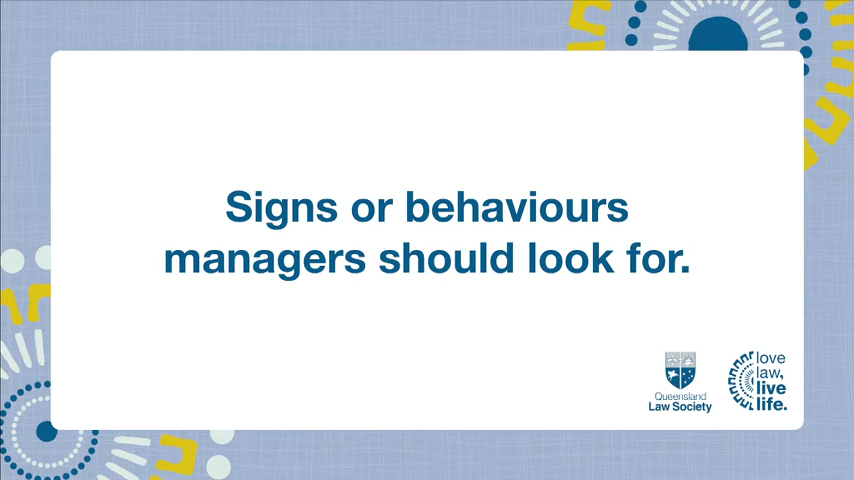 Signs or behaviours
managers should look for.
Queensland
Law Society
love
law,
live
life.